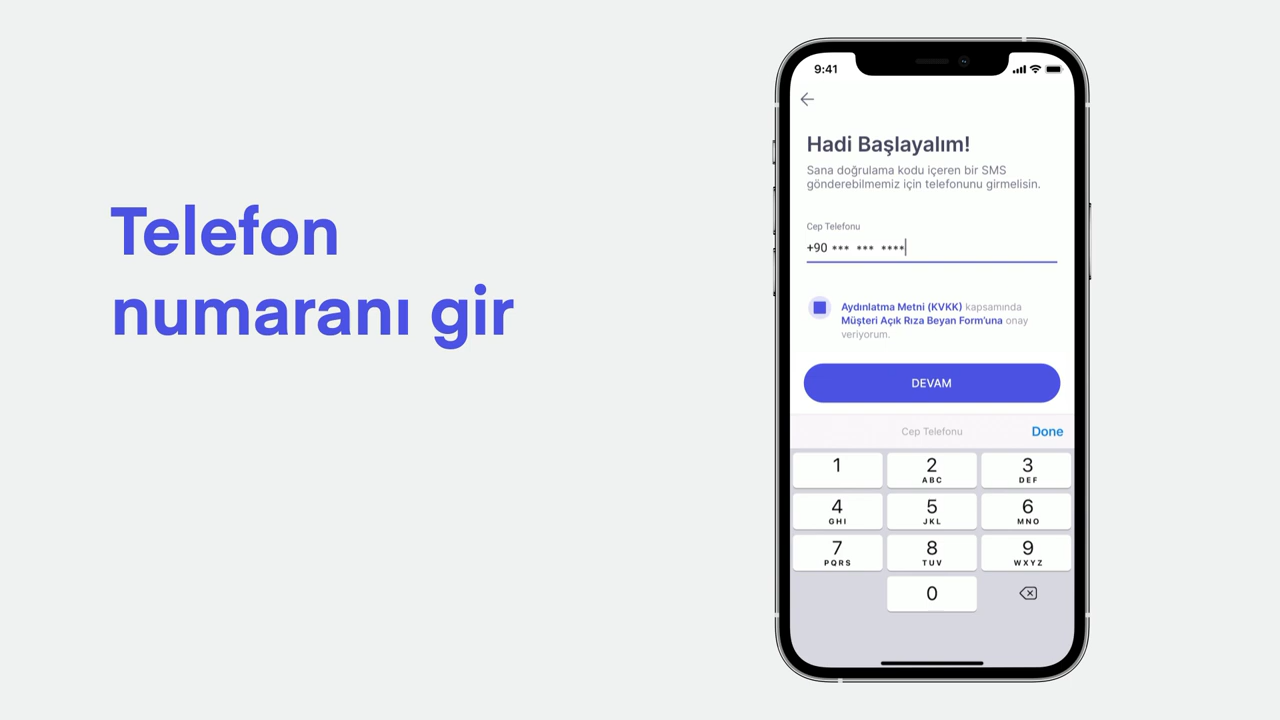 Telefon
numaranı gir
9:41
Hadi Başlayalım!
Sana doğrulama kodu içeren bir SMS
gönderebilmemiz için telefonunu girmelisin.
Cep Telefonu
+90 *** *** ****
Aydınlatma Metni (KVKK) kapsamında
Müşteri Açık Rıza Beyan Form'una onay
veriyorum.
DEVAM
Cep Telefonu
Done
1
2
ABC
3
DEF
4
GHI
5
JKL
6
MNO
7
PQRS
8
TUV
9
WXYZ
0